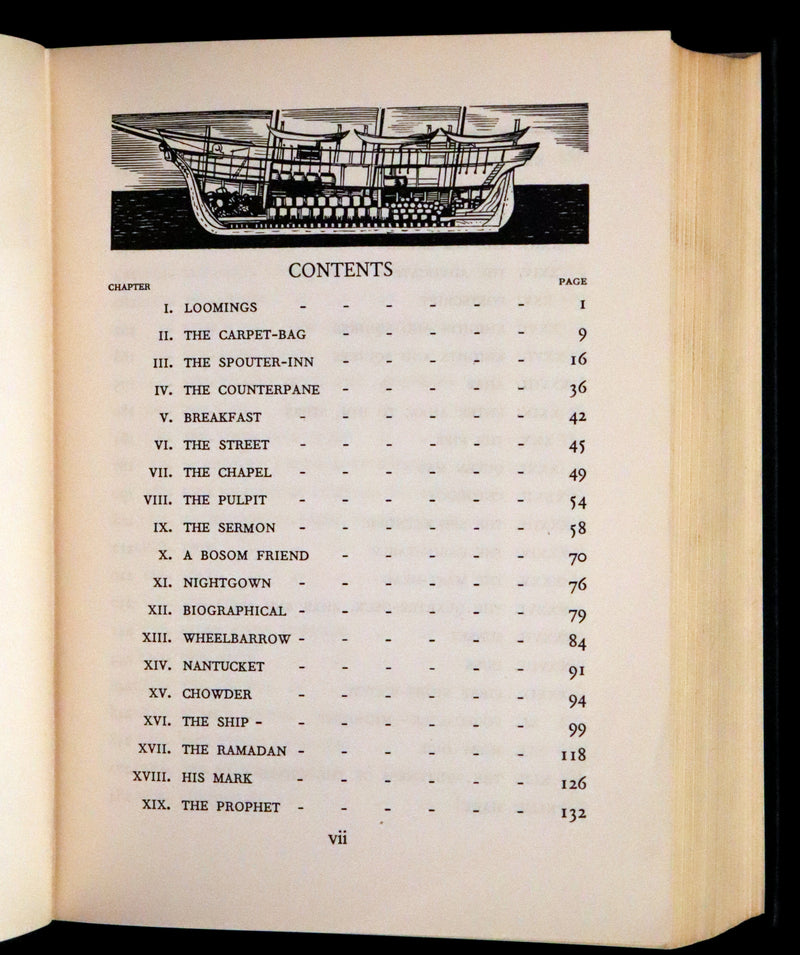 CONTENTS
CHAPTER PAGE
I. LOOMINGS - - - - - - 1
II. THE CARPET-BAG - - - - - 9
III. THE SPOUTER-INN - - - - - 16
IV. THE COUNTERPANE - - - - - 36
V. BREAKFAST - - - - - - 42
VI. THE STREET - - - - - - 45
VII. THE CHAPEL - - - - - - 49
VIII. THE PULPIT - - - - - - 54
IX. THE SERMON - - - - - - 58
X. A BOSOM FRIEND - - - - - 70
XI. NIGHTGOWN - - - - - - 76
XII. BIOGRAPHICAL - - - - - - 79
XIII. WHEELBARROW - - - - - - 84
XIV. NANTUCKET - - - - - - 91
XV. CHOWDER - - - - - - 94
XVI. THE SHIP - - - - - - - 99
XVII. THE RAMADAN - - - - - - 118
XVIII. HIS MARK - - - - - - 126
XIX. THE PROPHET - - - - - - 132
vii